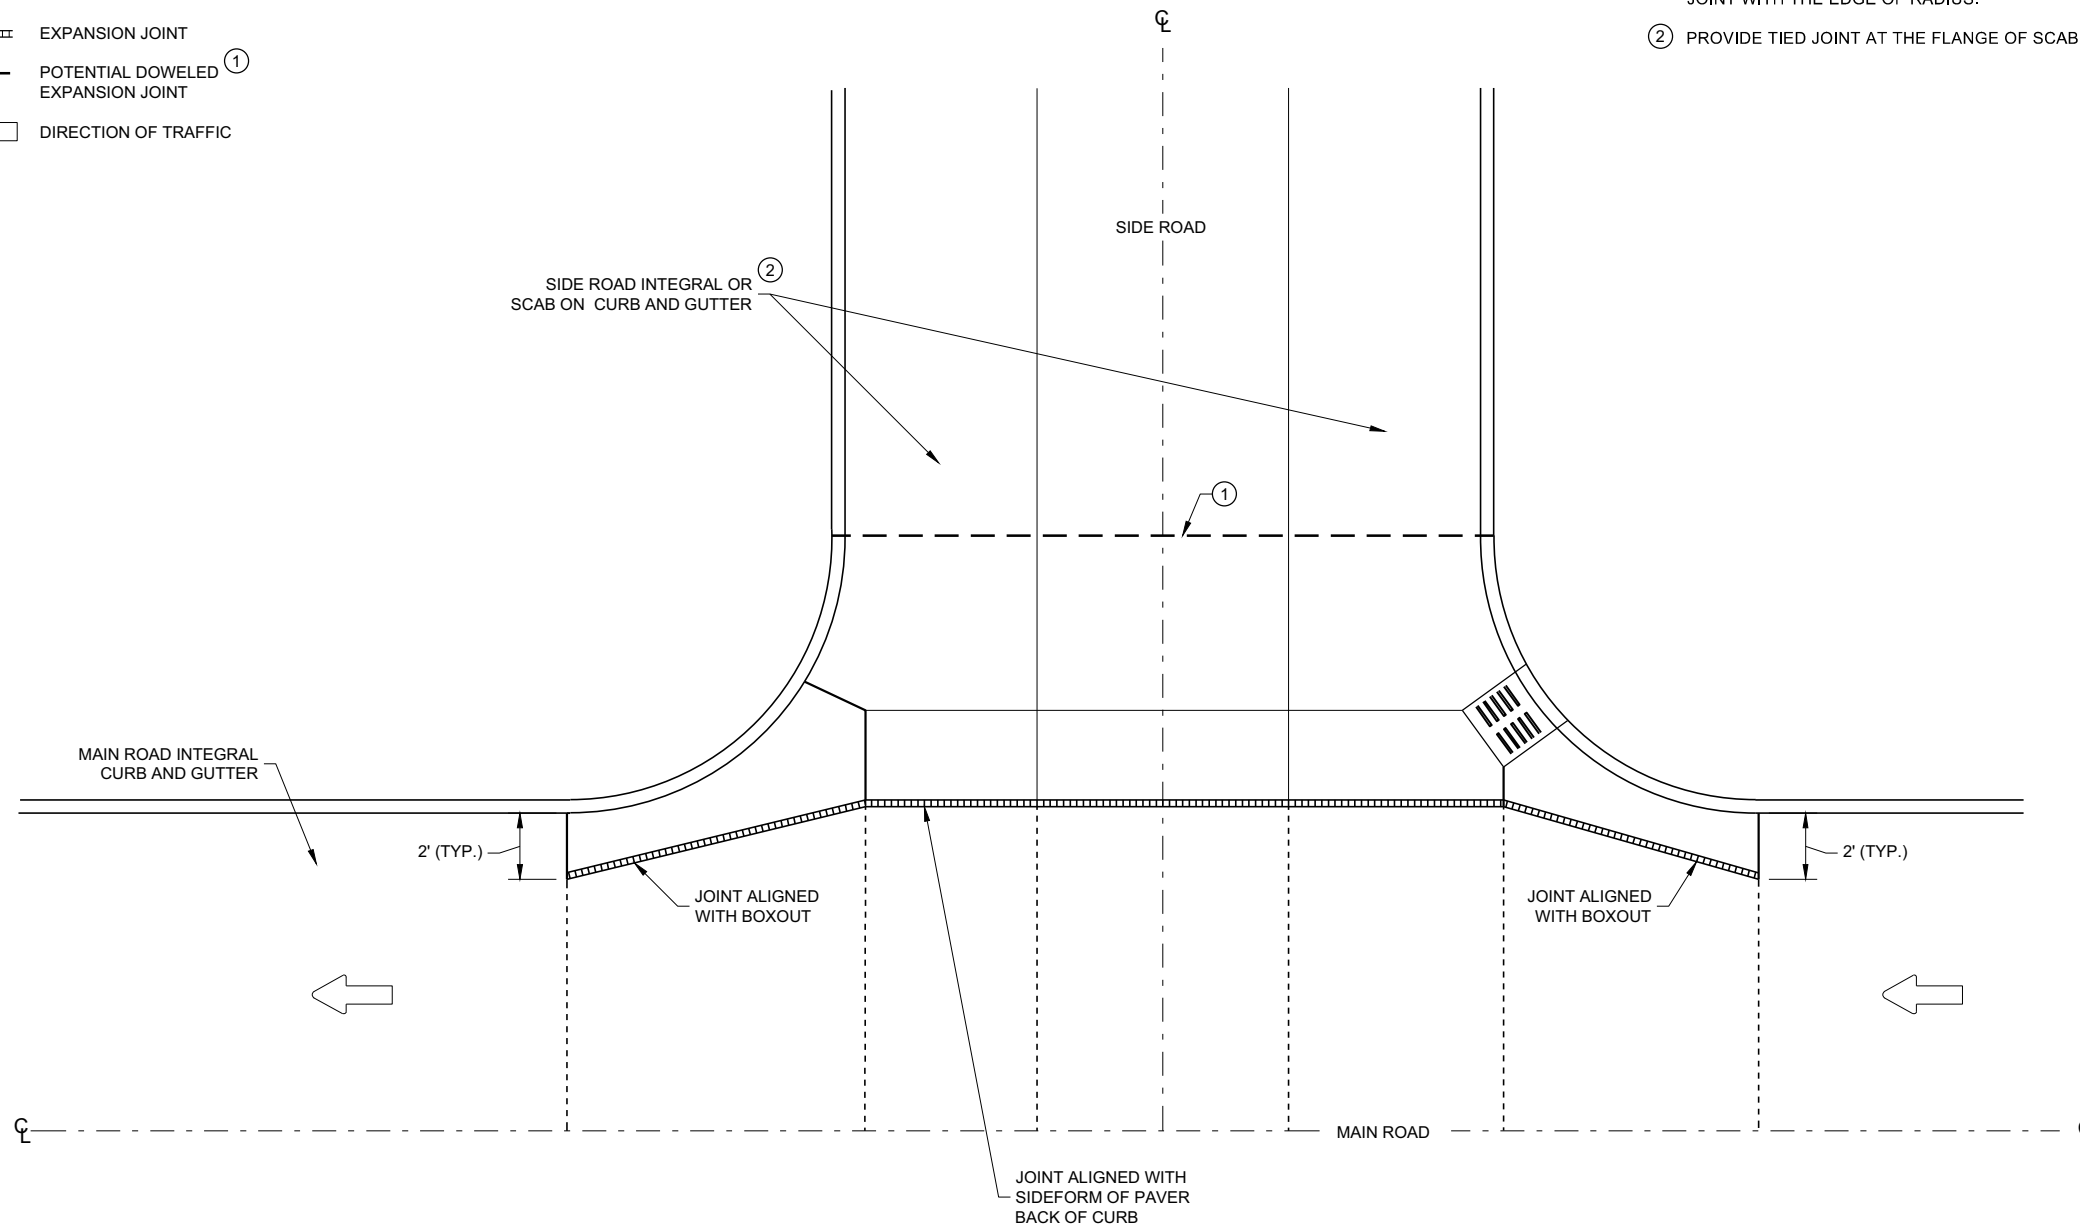 EXPANSION JOINT
POTENTIAL DOWELED ①
EXPANSION JOINT
DIRECTION OF TRAFFIC
JOINT WITH THE EDGE OF RADIUS.
② PROVIDE TIED JOINT AT THE FLANGE OF SCAB
℄
SIDE ROAD
SIDE ROAD INTEGRAL OR ②
SCAB ON CURB AND GUTTER
①
MAIN ROAD INTEGRAL
CURB AND GUTTER
2' (TYP.)
2' (TYP.)
JOINT ALIGNED
WITH BOXOUT
JOINT ALIGNED
WITH BOXOUT
℄
MAIN ROAD
JOINT ALIGNED WITH
SIDEFORM OF PAVER
BACK OF CURB